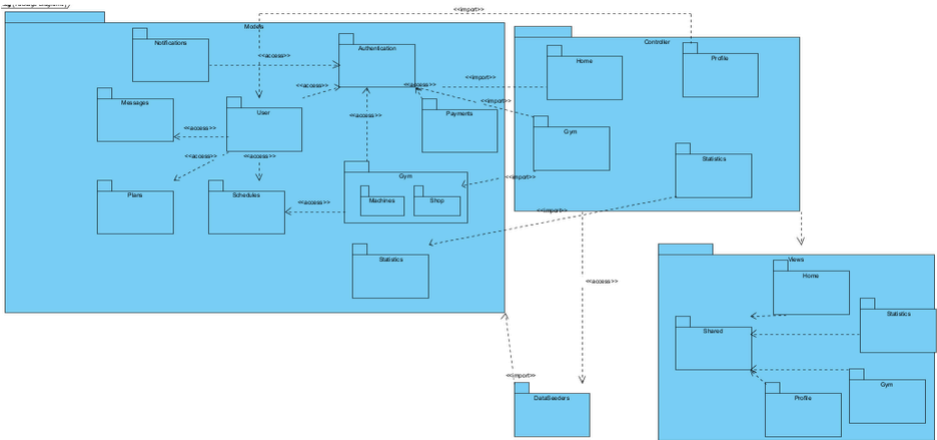 <<import>>
Models
Controller
Notifications
Authentication
<<access>>
Home
Profile
<<import>>
<<access>>
<<access>>
Messages
User
Payments
<<import>>
<<access>>
<<access>>
Gym
<<access>>
<<access>>
Statistics
Gym
<<import>>
Plans
Schedules
Machines
Shop
<<access>>
<<import>>
Statistics
Views
Home
<<access>>
Statistics
Shared
<<import>>
Gym
DataSeeders
Profile